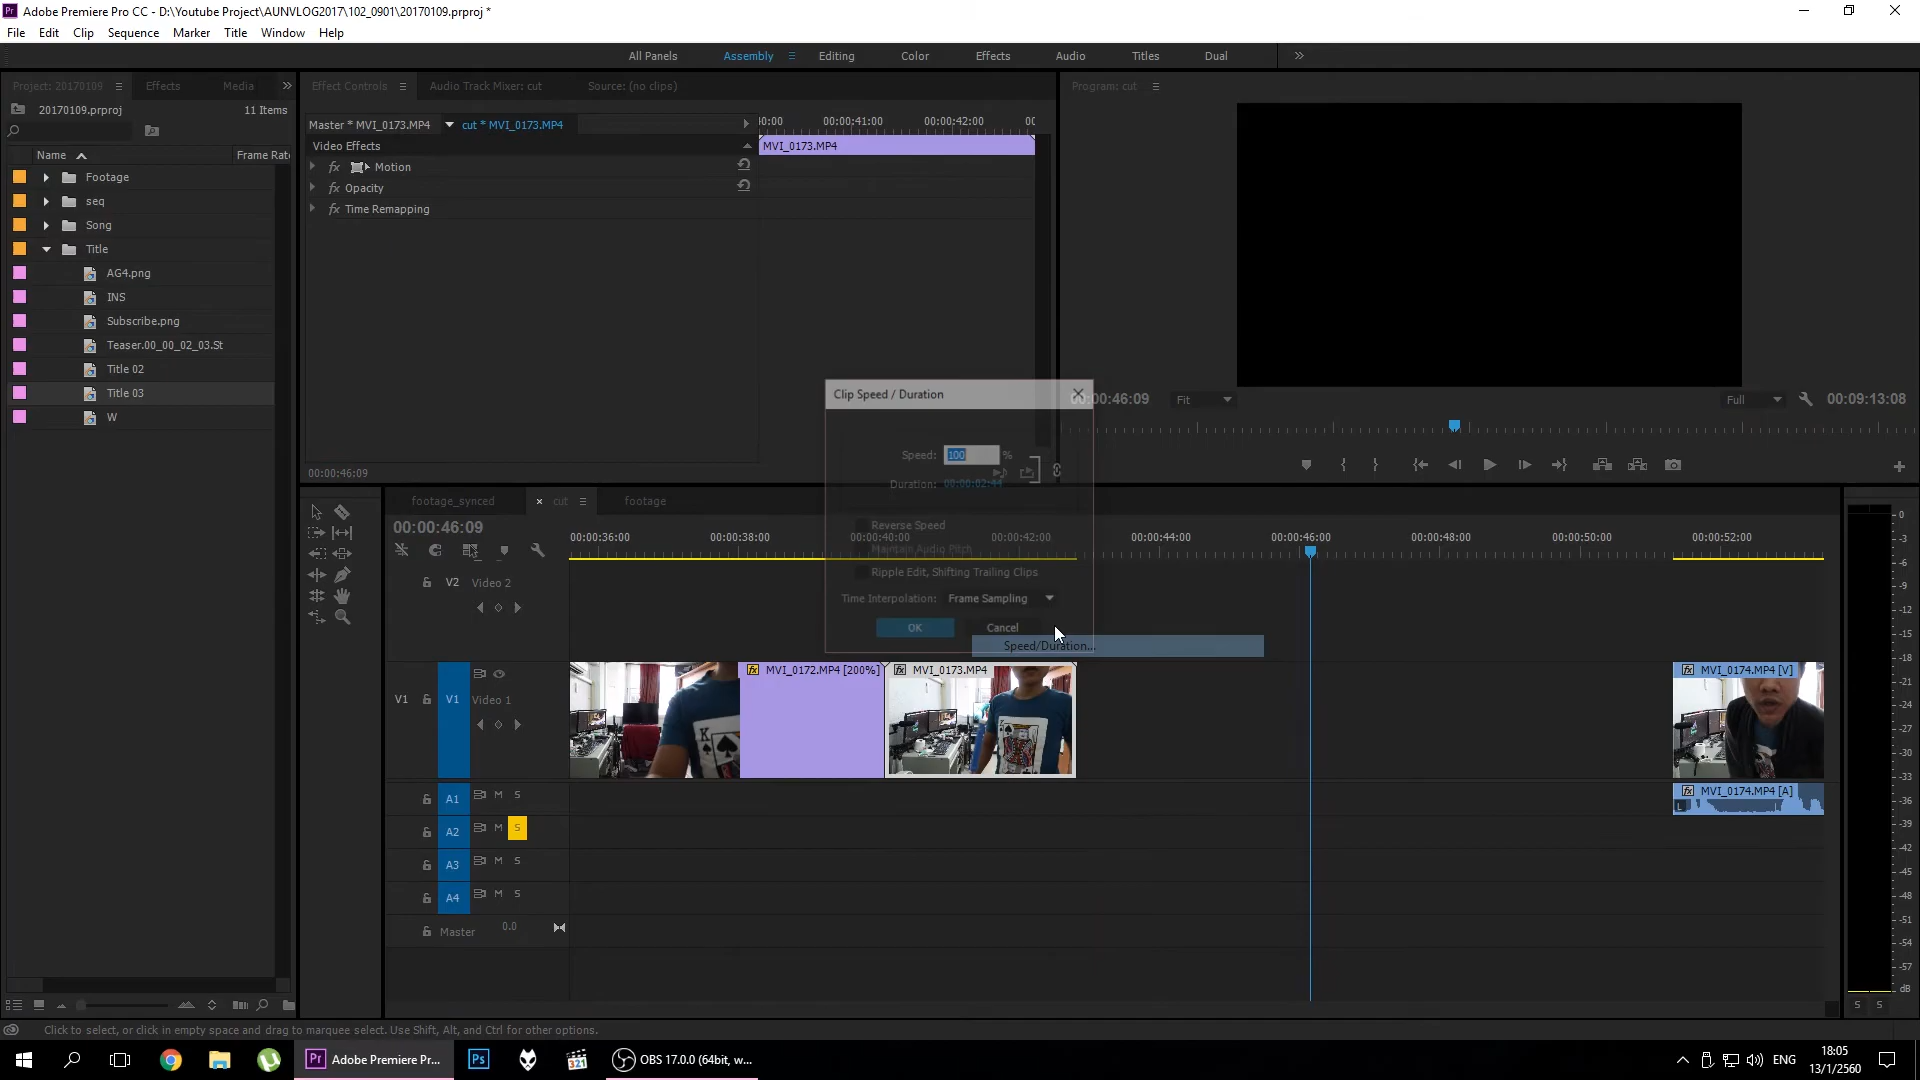 Adobe Premiere Pro CC - D:\Youtube Project\AUNVLOG2017\102_0901\20170109.prproj *
File Edit Clip Sequence Marker Title Window Help
All Panels Assembly Editing Color Effects Audio Titles Dual
Project: 20170109 Effects Media
Effect Controls Audio Track Mixer: cut Source: (no clips)
Program: cut
20170109.prproj 11 Items
Name Frame Rate
Footage
seq
Song
Title
AG4.png
INS
Subscribe.png
Teaser.00_00_02_03.St
Title 02
Title 03
W
Master * MVI_0173.MP4 cut * MVI_0173.MP4
00:00:41:00 00:00:42:00
Video Effects MVI_0173.MP4
fx Motion
fx Opacity
fx Time Remapping
00:00:46:09
Clip Speed / Duration
Speed: 100 %
Duration: 00:00:02:44
Reverse Speed
Maintain Audio Pitch
Ripple Edit, Shifting Trailing Clips
Time Interpolation: Frame Sampling
OK Cancel
Speed/Duration...
00:00:46:09 Fit Full 00:09:13:08
footage_synced cut footage
00:00:46:09
00:00:36:00 00:00:38:00 00:00:40:00 00:00:42:00 00:00:44:00 00:00:46:00 00:00:48:00 00:00:50:00 00:00:52:00
V2 Video 2
fx MVI_0172.MP4 [200%] fx MVI_0173.MP4 fx MVI_0174.MP4 [V]
V1 V1 Video 1
fx MVI_0174.MP4 [A]
L
A1 M S
A2 M S
A3 M S
A4 M S
Master 0.0
0
-3
-6
-9
-12
-15
-18
-21
-24
-27
-30
-33
-36
-39
-42
-45
-48
-51
-54
-57
dB
S S
Click to select, or click in empty space and drag to marquee select. Use Shift, Alt, and Ctrl for other options.
Pr Adobe Premiere Pr... Ps 321 OBS 17.0.0 (64bit, w... ENG
18:05
13/1/2560